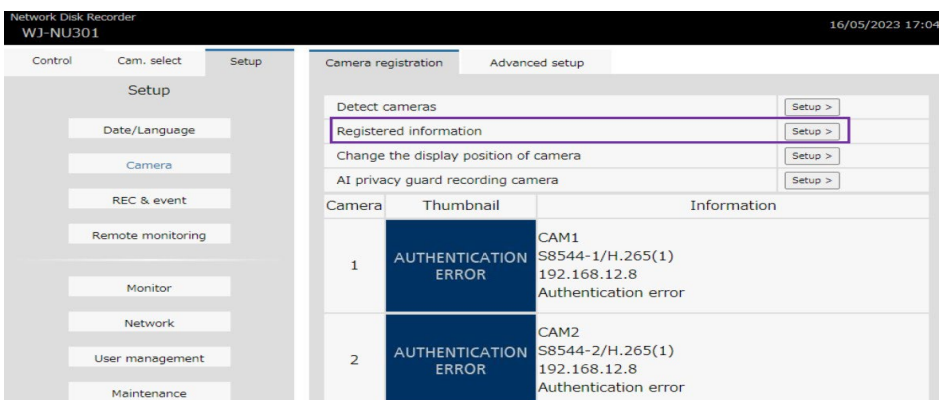 Network Disk Recorder
WJ-NU301
16/05/2023 17:04
Control Cam. select Setup
Camera registration Advanced setup
Setup
Date/Language
Camera
REC & event
Remote monitoring
Monitor
Network
User management
Maintenance
Detect cameras Setup >
Registered information Setup >
Change the display position of camera Setup >
AI privacy guard recording camera Setup >
Camera Thumbnail Information
1
AUTHENTICATION
ERROR
CAM1
S8544-1/H.265(1)
192.168.12.8
Authentication error
2
AUTHENTICATION
ERROR
CAM2
S8544-2/H.265(1)
192.168.12.8
Authentication error